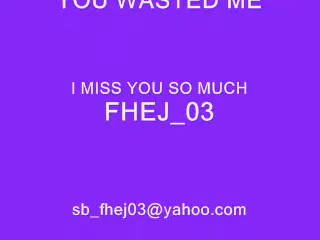 YOU WASTED ME
I MISS YOU SO MUCH
FHEJ_03
sb_fhej03@yahoo.com